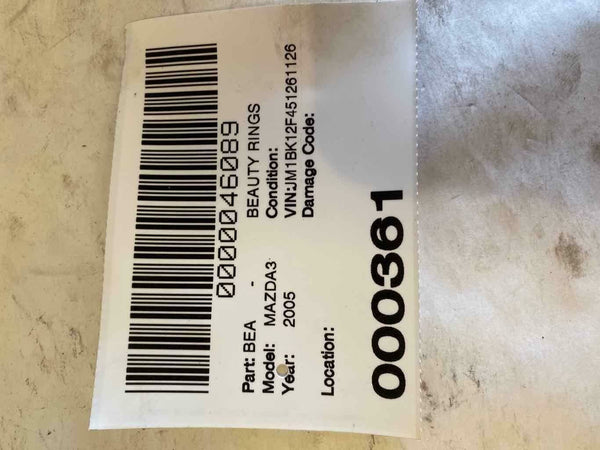 0000046089
Part: BEA - BEAUTY RINGS
Model: MAZDA3 Condition:
Year: 2005 VIN:JM1BK12F451261126
Damage Code:
Location:
000361